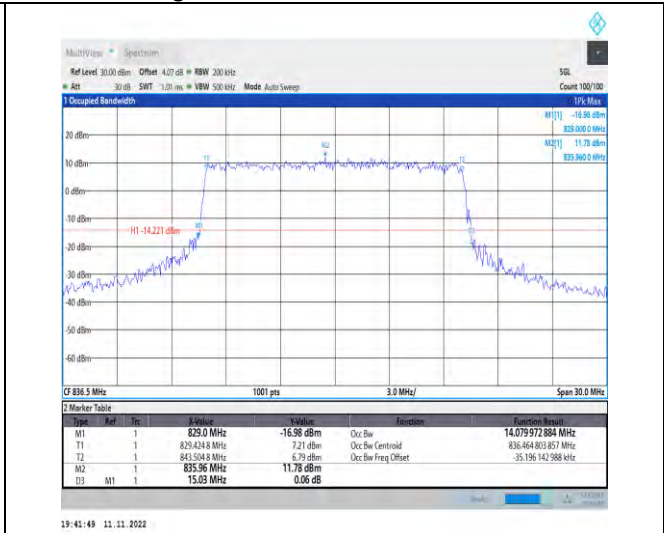 MultiView Spectrum
Ref Level 30.00 dBm Offset 4.07 dB RBW 200 kHz SGL
Att 30 dB SWT 1.01 ms VBW 500 kHz Mode Auto Sweep Count 100/100
1 Occupied Bandwidth 1Pk Max
M1[1] -16.98 dBm
829.000 0 MHz
M2[1] 11.78 dBm
835.960 0 MHz
20 dBm
10 dBm
0 dBm
-10 dBm
H1 -14.221 dBm
-20 dBm
-30 dBm
-40 dBm
-50 dBm
-60 dBm
T1
M2
T2
M1
D3
CF 836.5 MHz 1001 pts 3.0 MHz/ Span 30.0 MHz
2 Marker Table
Type Ref Trc X-Value Y-Value Function Function Result
M1 1 829.0 MHz -16.98 dBm Occ Bw 14.079 972 884 MHz
T1 1 829.424 8 MHz 7.21 dBm Occ Bw Centroid 836.464 803 857 MHz
T2 1 843.504 8 MHz 6.79 dBm Occ Bw Freq Offset -35.196 142 988 kHz
M2 1 835.96 MHz 11.78 dBm
D3 M1 1 15.03 MHz 0.06 dB
19:41:49 11.11.2022